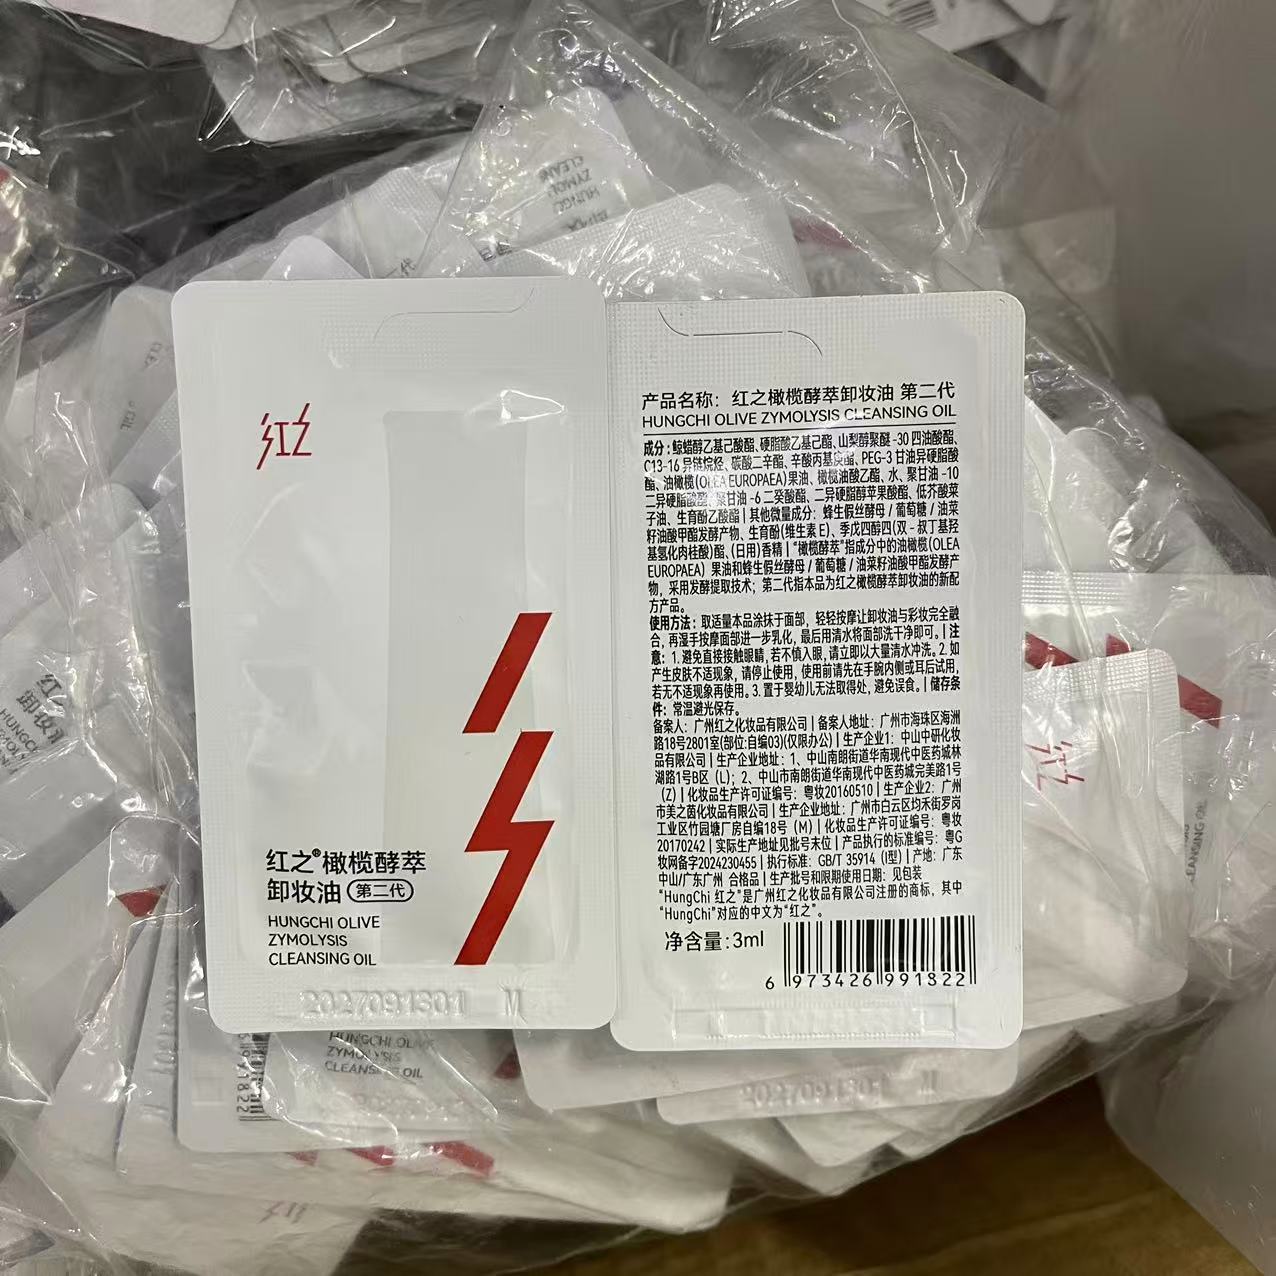 红之
红之®橄榄酵萃
卸妆油 第二代
HUNGCHI OLIVE
ZYMOLYSIS
CLEANSING OIL
2027091301 M
产品名称：红之橄榄酵萃卸妆油 第二代
HUNGCHI OLIVE ZYMOLYSIS CLEANSING OIL
成分：鲸蜡醇乙基己酸酯、硬脂酸乙基己酯、山梨醇聚醚-30四油酸酯、
C13-16异链烷烃、碳酸二辛酯、辛酸丙基庚酯、PEG-3甘油异硬脂酸
酯、油橄榄(OLEA EUROPAEA)果油、橄榄油酸乙酯、水、聚甘油-10
二异硬脂酸酯、聚甘油-6二癸酸酯、二异硬脂醇苹果酸酯、低芥酸菜
子油、生育酚乙酸酯 | 其他微量成分：蜂生假丝酵母/葡萄糖/油菜
籽油酸甲酯发酵产物、生育酚(维生素E)、季戊四醇四(双-叔丁基羟
基氢化肉桂酸)酯、(日用)香精 | “橄榄酵萃”指成分中的油橄榄(OLEA
EUROPAEA) 果油和蜂生假丝酵母/葡萄糖/油菜籽油酸甲酯发酵产
物，采用发酵提取技术；第二代指本品为红之橄榄酵萃卸妆油的新配
方产品。
使用方法：取适量本品涂抹于面部，轻轻按摩让卸妆油与彩妆完全融
合，再湿手按摩面部进一步乳化，最后用清水将面部洗干净即可。| 注
意：1.避免直接接触眼睛，若不慎入眼，请立即以大量清水冲洗。2.如
产生皮肤不适现象，请停止使用，使用前请先在手腕内侧或耳后试用，
若无不适现象再使用。3.置于婴幼儿无法取得处，避免误食。| 储存条
件：常温避光保存。
备案人：广州红之化妆品有限公司 | 备案人地址：广州市海珠区海洲
路18号2801室(部位:自编03)(仅限办公) | 生产企业1：中山中研化妆
品有限公司 | 生产企业地址：1、中山南朗街道华南现代中医药城林
湖路1号B区（L)；2、中山市南朗街道华南现代中医药城完美路1号
（Z) | 化妆品生产许可证编号：粤妆20160510 | 生产企业2：广州
市美之茵化妆品有限公司 | 生产企业地址：广州市白云区均禾街罗岗
工业区竹园塘厂房自编18号（M) | 化妆品生产许可证编号：粤妆
20170242 | 实际生产地址见批号末位 | 产品执行的标准编号：粤G
妆网备字2024230455 | 执行标准：GB/T 35914 (I型) | 产地：广东
中山/广东广州 合格品 | 生产批号和限期使用日期：见包装
“HungChi 红之”是广州红之化妆品有限公司注册的商标，其中
“HungChi”对应的中文为“红之”。
净含量：3ml
6 973426 991822